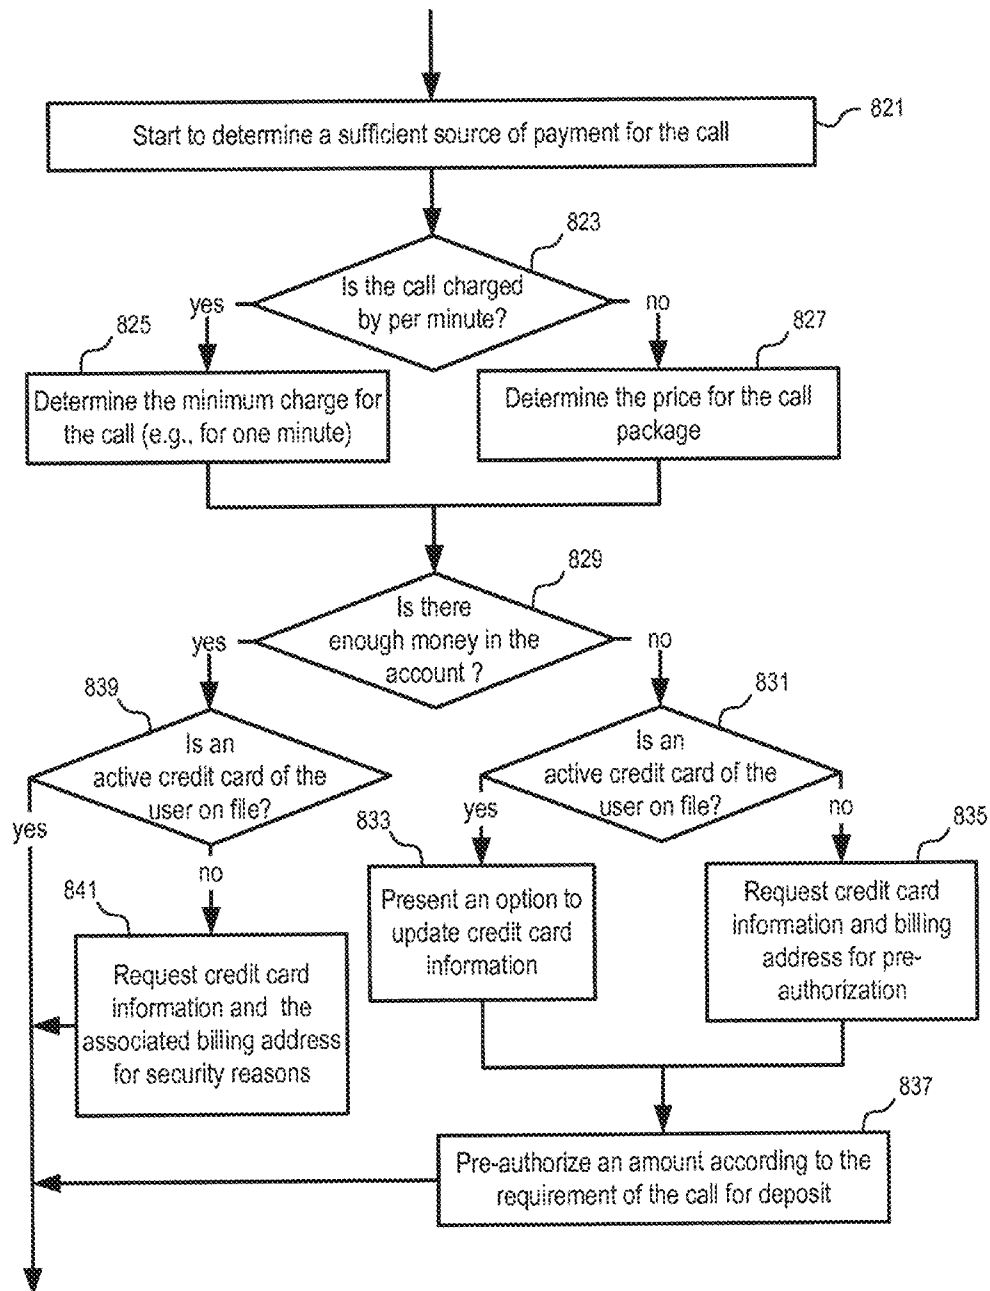 821
Start to determine a sufficient source of payment for the call
823
Is the call charged
by per minute?
yes
no
825
827
Determine the minimum charge for
the call (e.g., for one minute)
Determine the price for the call
package
829
Is there
enough money in the
account ?
yes
no
839
831
Is an
active credit card of the
user on file?
Is an
active credit card of the
user on file?
yes
no
yes
no
833
835
841
Present an option to
update credit card
information
Request credit card
information and billing
address for pre-
authorization
Request credit card
information and the
associated billing address
for security reasons
837
Pre-authorize an amount according to the
requirement of the call for deposit